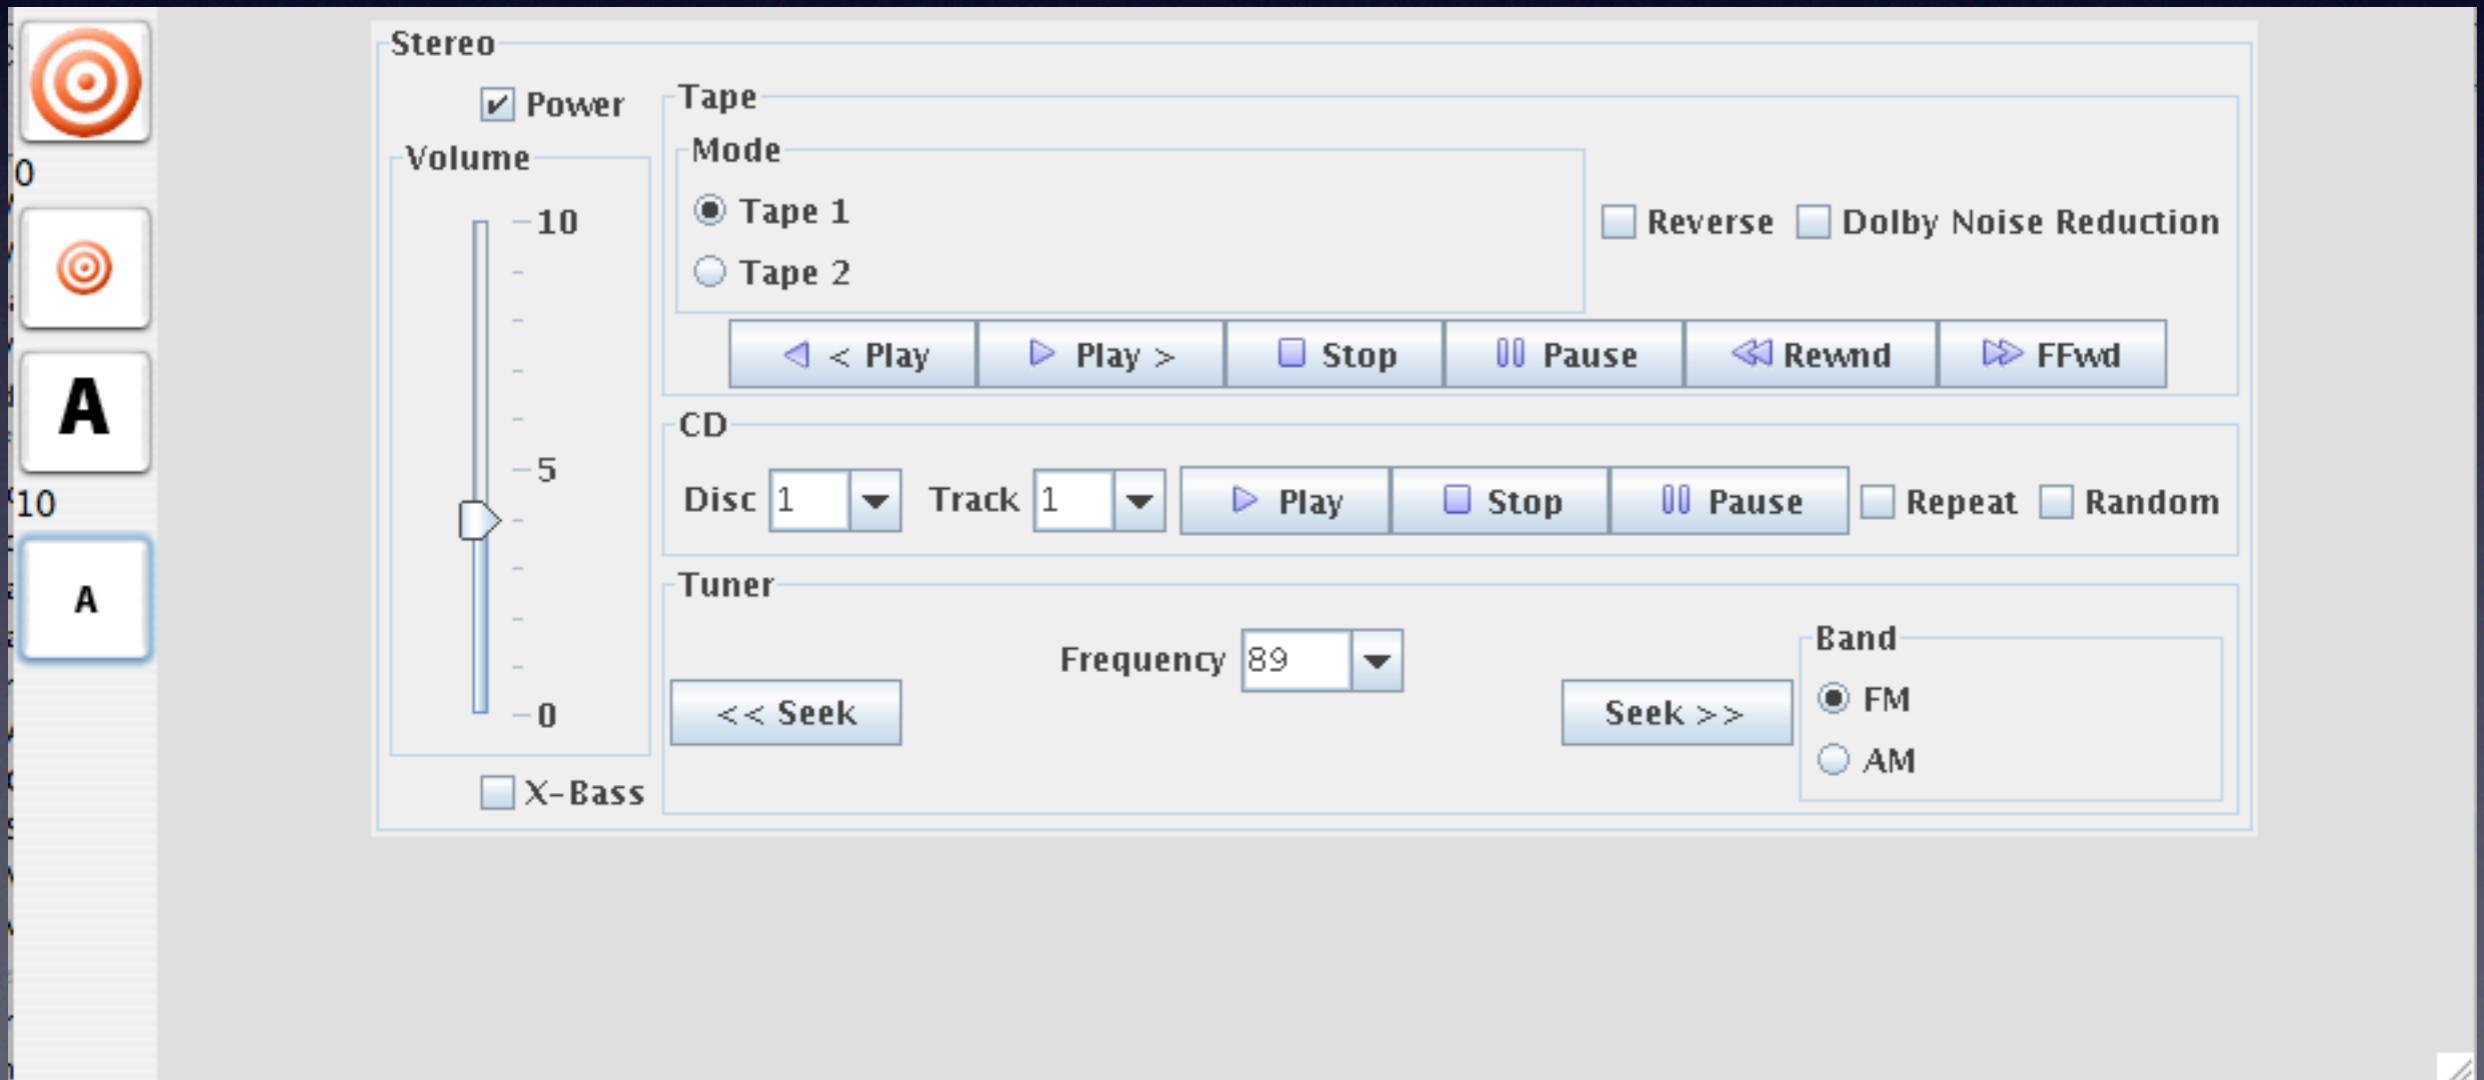 0
A
10
A
Stereo
Power
Volume
10
5
0
X-Bass
Tape
Mode
Tape 1
Tape 2
Reverse Dolby Noise Reduction
< Play Play > Stop Pause Rewnd FFwd
CD
Disc 1 Track 1 Play Stop Pause Repeat Random
Tuner
Frequency 89
<< Seek Seek >>
Band
FM
AM